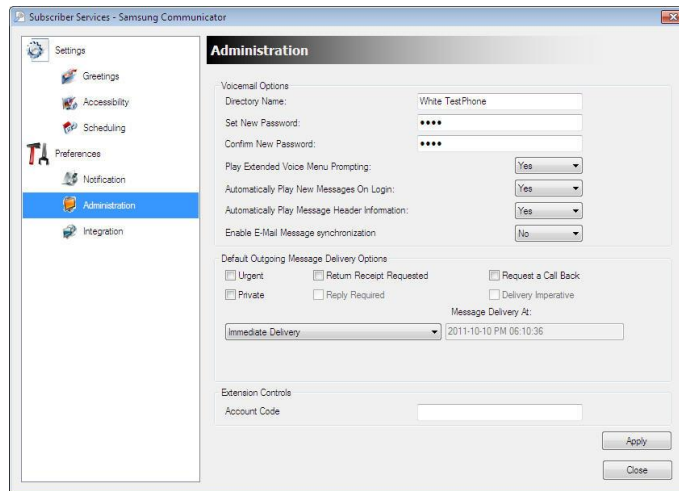 Subscriber Services - Samsung Communicator
Settings
Greetings
Accessibility
Scheduling
Preferences
Notification
Administration
Integration
Administration
Voicemail Options
Directory Name: White TestPhone
Set New Password: ••••
Confirm New Password: ••••
Play Extended Voice Menu Prompting: Yes
Automatically Play New Messages On Login: Yes
Automatically Play Message Header Information: Yes
Enable E-Mail Message synchronization No
Default Outgoing Message Delivery Options
Urgent Return Receipt Requested Request a Call Back
Private Reply Required Delivery Imperative
Message Delivery At:
Immediate Delivery 2011-10-10 PM 06:10:36
Extension Controls
Account Code
Apply
Close